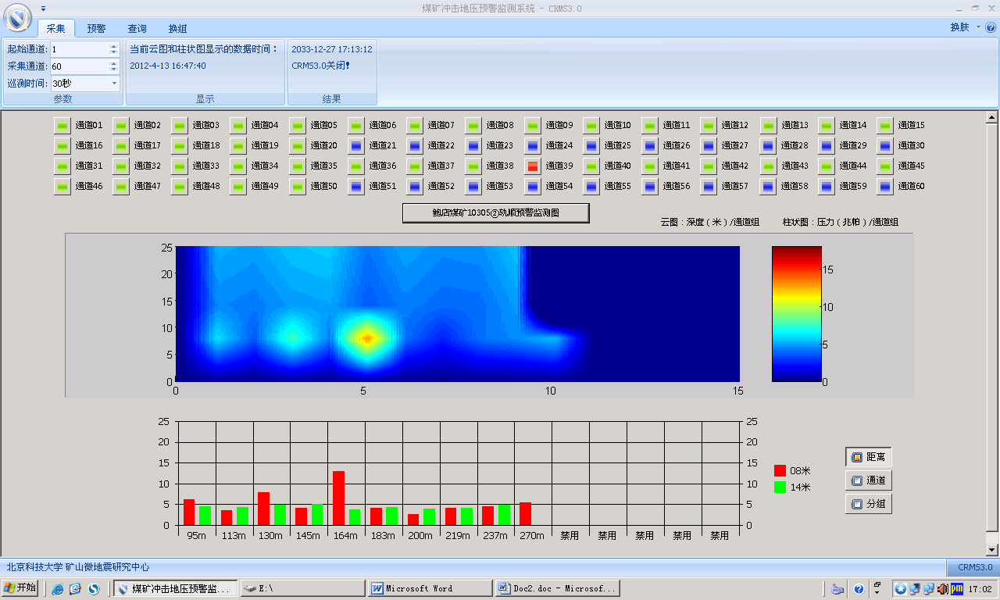 煤矿冲击地压预警监测系统 - CRMS3.0
采集 预警 查询 换组 换肤
起始通道: 1
采集通道: 60
巡测时间: 30秒
参数
当前云图和柱状图显示的数据时间：
2012-4-13 16:47:40
显示
2033-12-27 17:13:12
CRMS3.0关闭!
结果
通道01 通道02 通道03 通道04 通道05 通道06 通道07 通道08 通道09 通道10 通道11 通道12 通道13 通道14 通道15
通道16 通道17 通道18 通道19 通道20 通道21 通道22 通道23 通道24 通道25 通道26 通道27 通道28 通道29 通道30
通道31 通道32 通道33 通道34 通道35 通道36 通道37 通道38 通道39 通道40 通道41 通道42 通道43 通道44 通道45
通道46 通道47 通道48 通道49 通道50 通道51 通道52 通道53 通道54 通道55 通道56 通道57 通道58 通道59 通道60
鲍店煤矿10305②轨顺预警监测图
云图：深度（米）/通道组 柱状图：压力（兆帕）/通道组
25
20
15
10
5
0
0 5 10 15
15
10
5
0
25 25
20 20
15 15
10 10
5 5
0 0
95m 113m 130m 145m 164m 183m 200m 219m 237m 270m 禁用 禁用 禁用 禁用 禁用
08米
14米
距离
通道
分组
北京科技大学 矿山微地震研究中心 CRMS3.0
开始 煤矿冲击地压预警监... E:\ Microsoft Word Doc2.doc - Microsof... 17:02